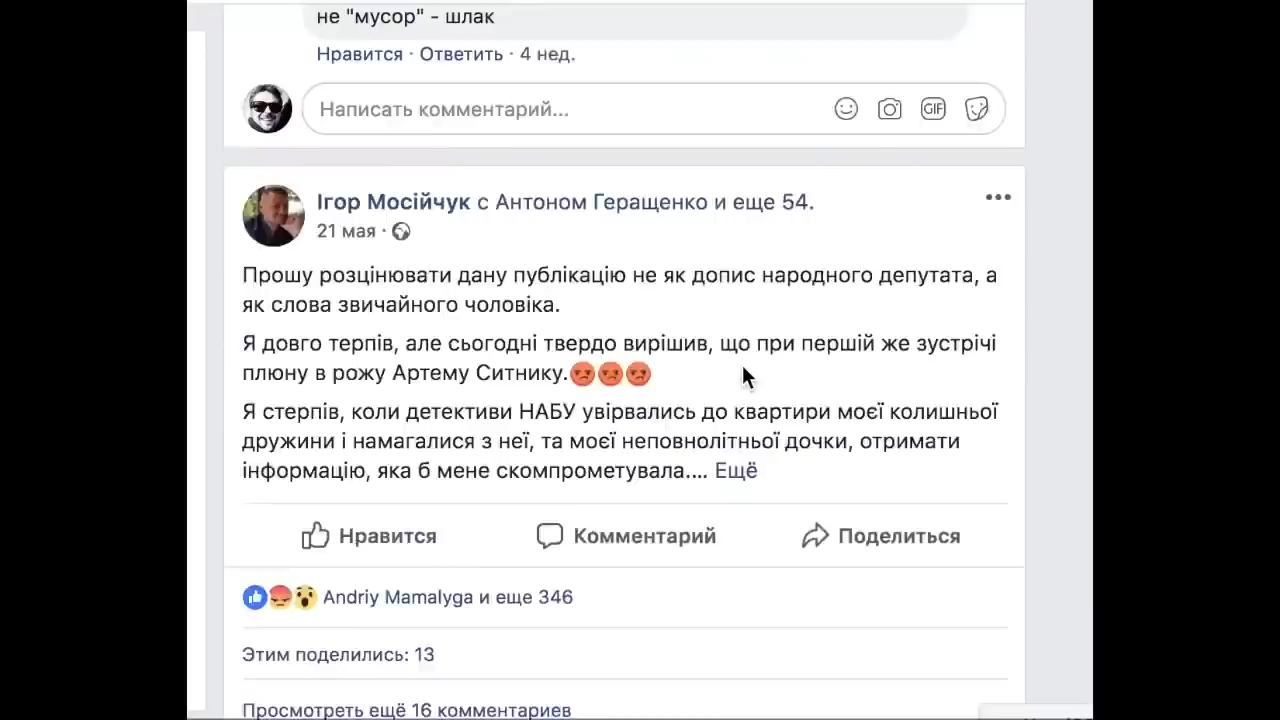 не "мусор" - шлак
Нравится · Ответить · 4 нед.
Написать комментарий...
GIF
Ігор Мосійчук с Антоном Геращенко и еще 54.
21 мая ·
Прошу розцінювати дану публікацію не як допис народного депутата, а
як слова звичайного чоловіка.
Я довго терпів, але сьогодні твердо вирішив, що при першій же зустрічі
плюну в рожу Артему Ситнику.😡😡😡
Я стерпів, коли детективи НАБУ увірвались до квартири моєї колишньої
дружини і намагалися з неї, та моєї неповнолітньої дочки, отримати
інформацію, яка б мене скомпрометувала.... Ещё
Нравится Комментарий Поделиться
Andriy Mamalyga и еще 346
Этим поделились: 13
Просмотреть ещё 16 комментариев